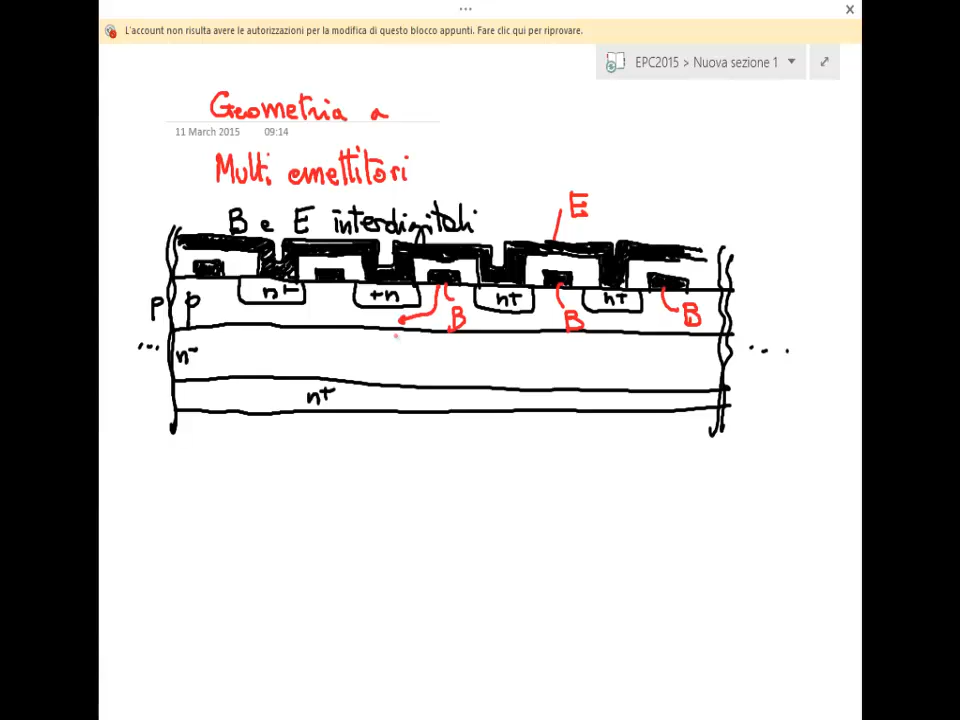 L'account non risulta avere le autorizzazioni per la modifica di questo blocco appunti. Fare clic qui per riprovare.
EPC2015 > Nuova sezione 1
Geometria a
11 March 2015 09:14
Multi emettitori
B e E interdigitali
E
n+ +n n+ n+
p p B B B
... n- ...
n+